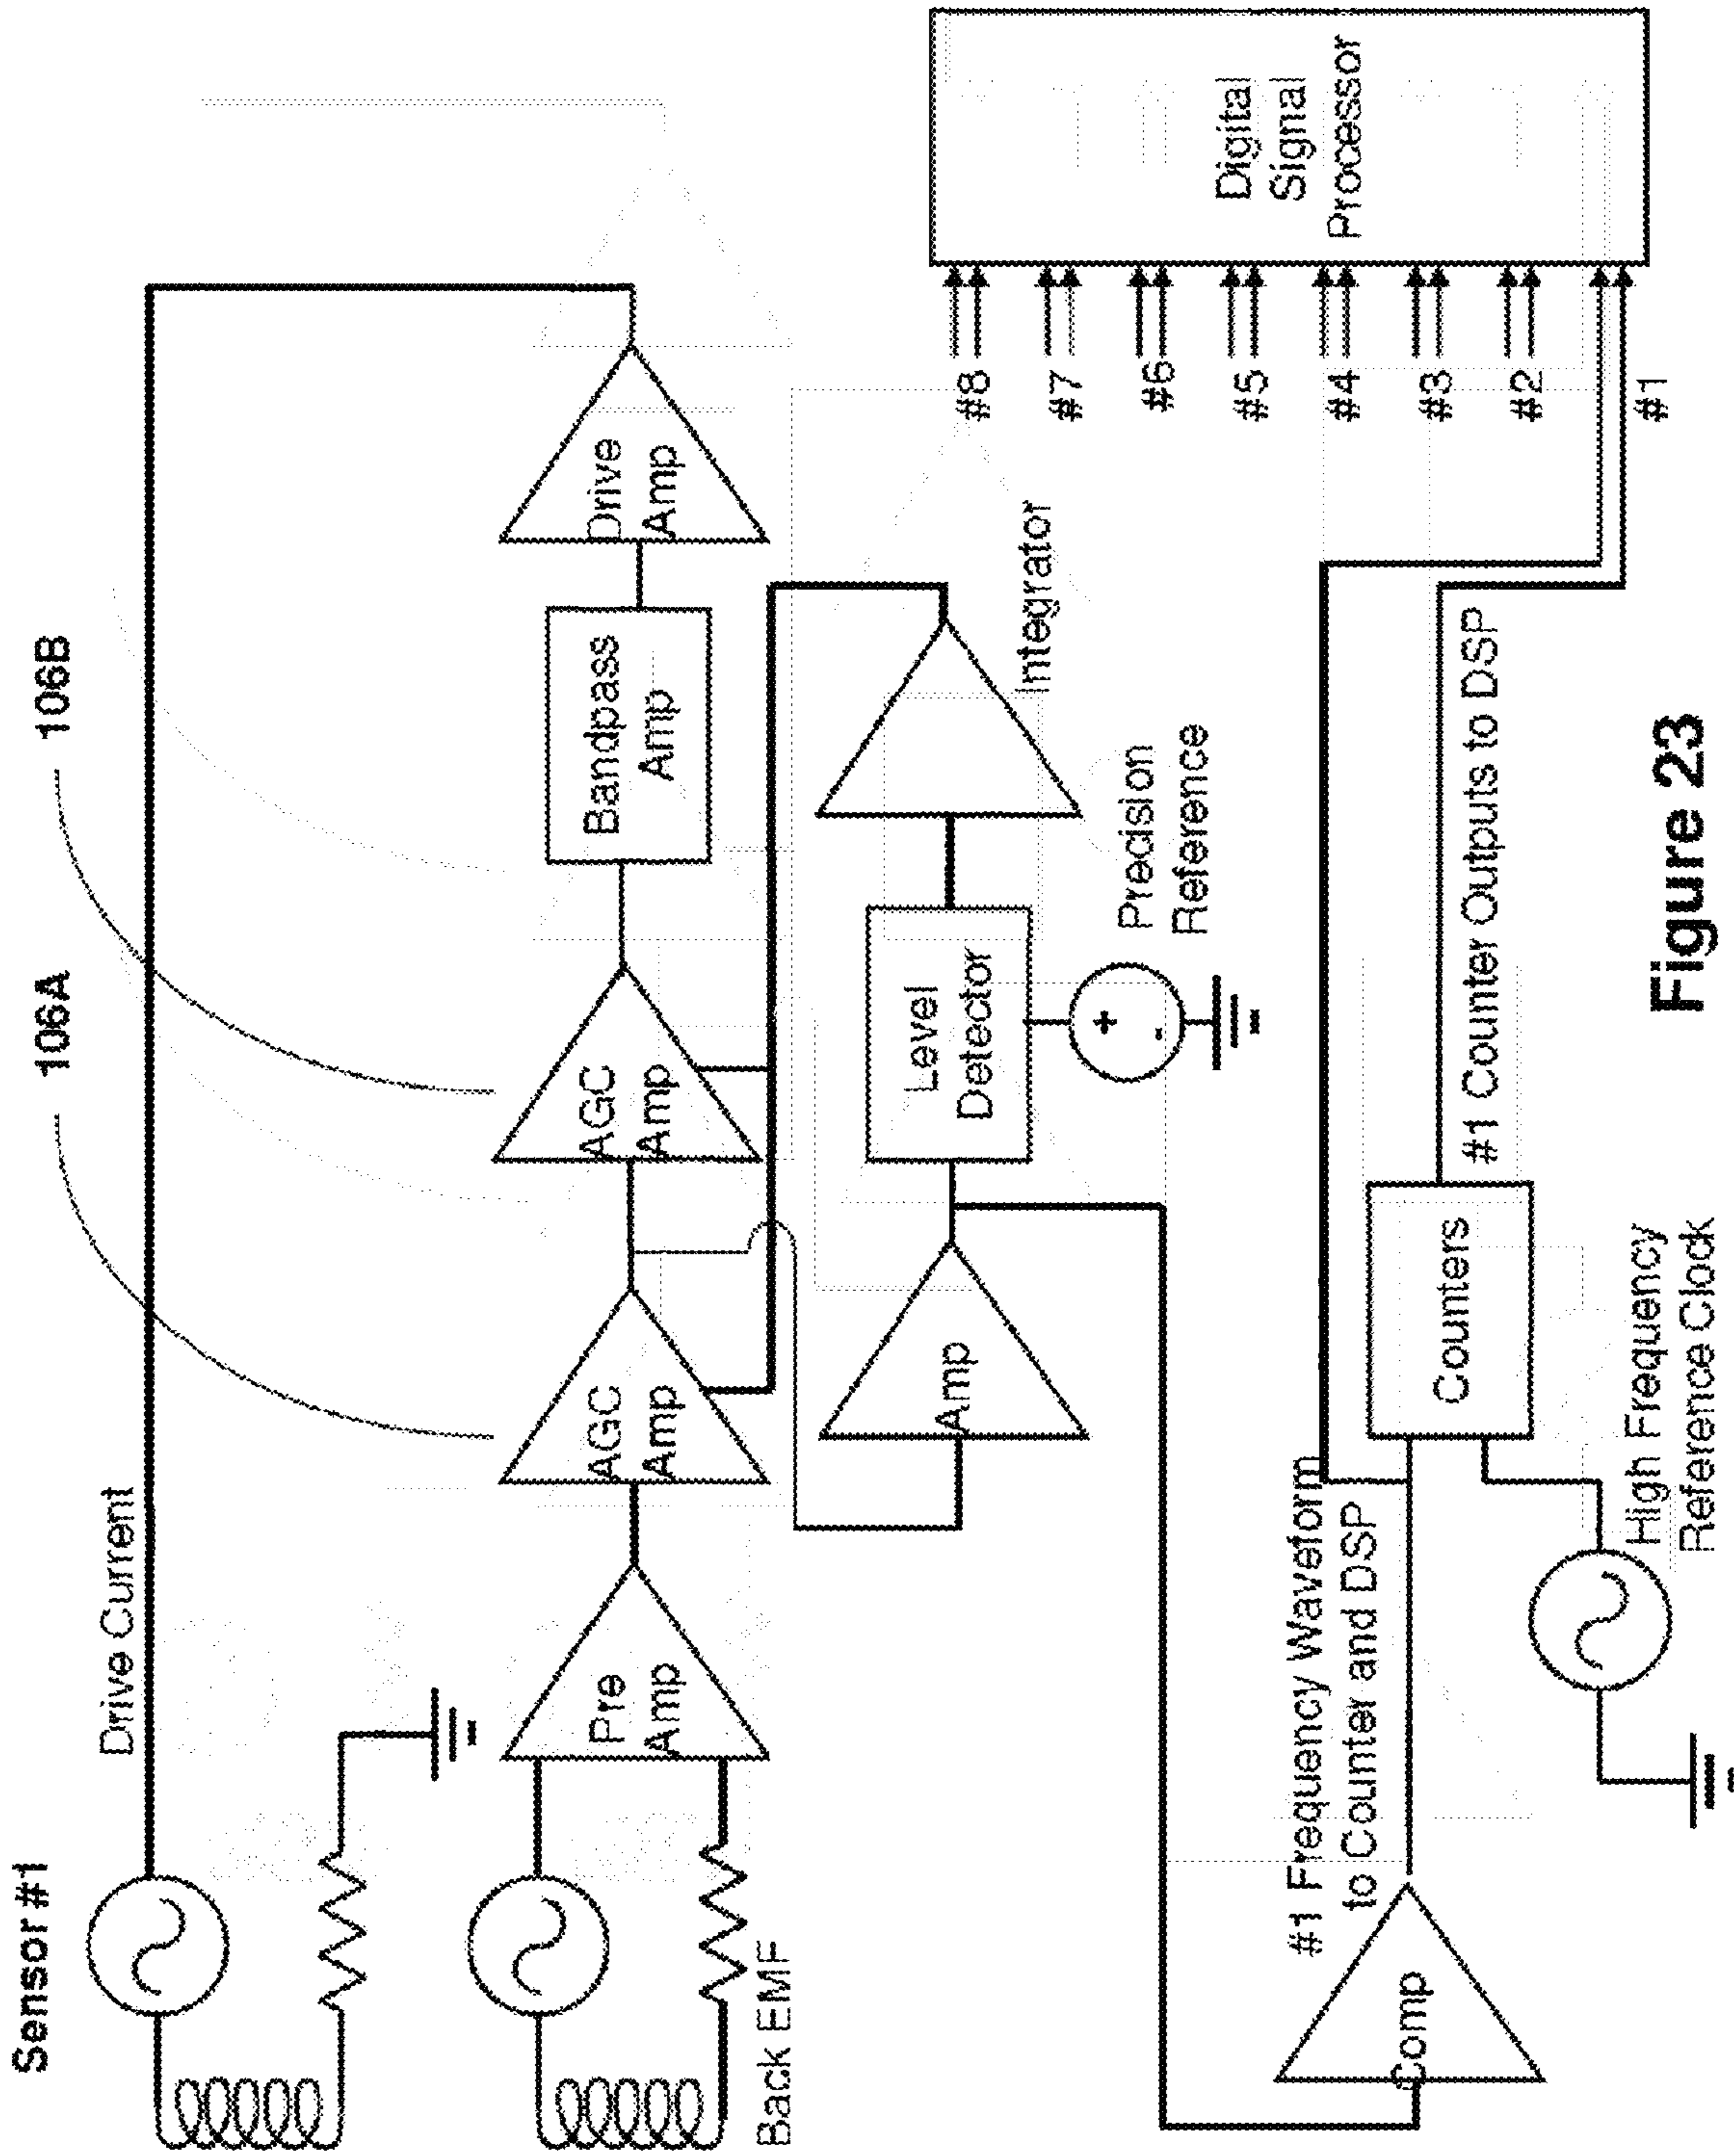 Sensor #1
106A
106B
Drive Current
Pre
Amp
AGC
Amp
AGC
Amp
Bandpass
Amp
Drive
Amp
Back EMF
Amp
Level
Detector
Integrator
Precision
Reference
Digital
Signal
Processor
#8
#7
#6
#5
#4
#3
#2
#1
Comp
#1 Frequency Waveform
to Counter and DSP
Counters
#1 Counter Outputs to DSP
High Frequency
Reference Clock
+
-
Figure 23